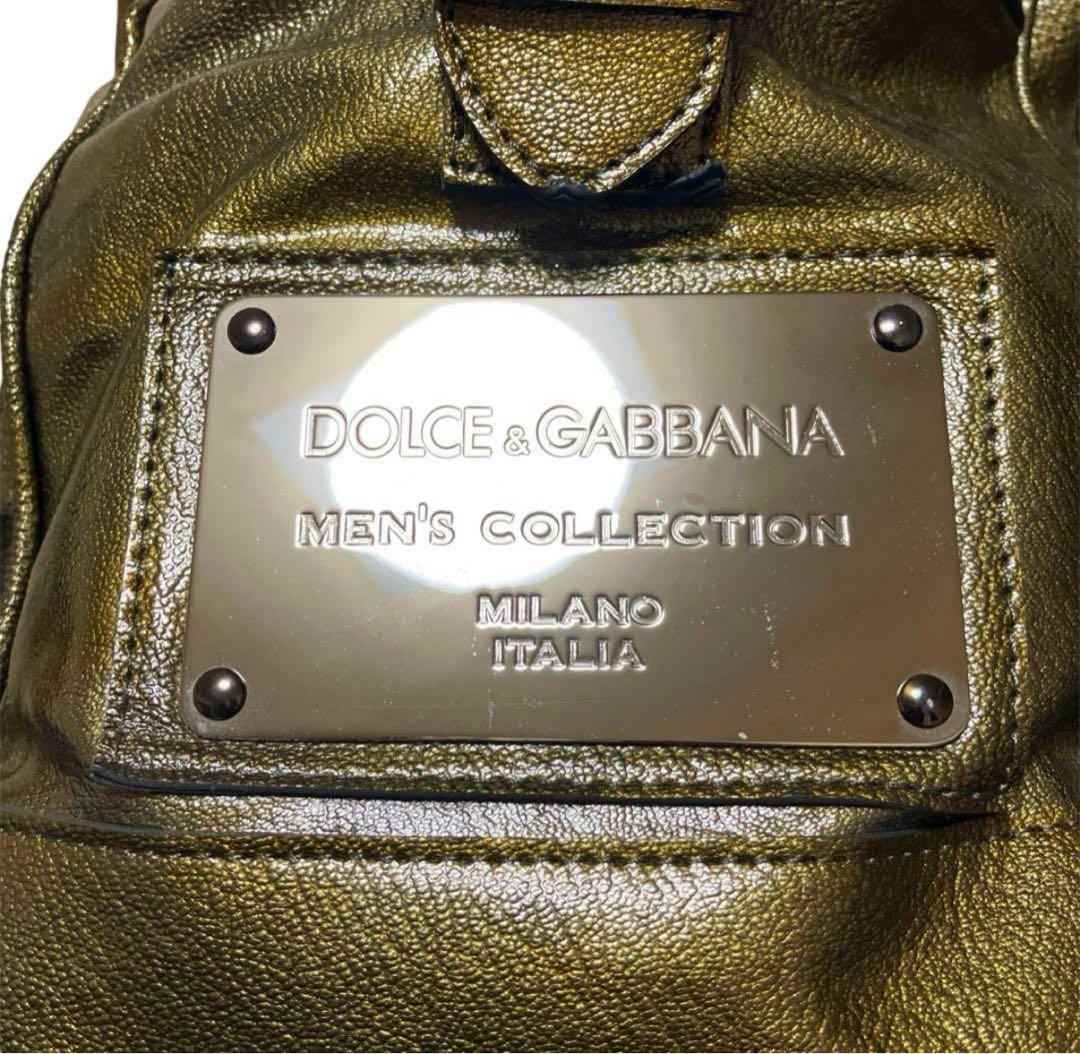 DOLCE & GABBANA
MEN'S COLLECTION
MILANO
ITALIA